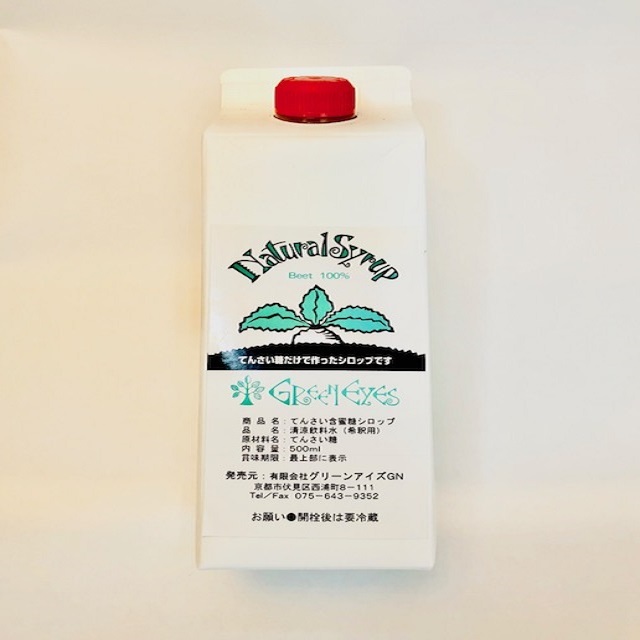 Natural Syrup
Beet 100%
てんさい糖だけで作ったシロップです
GREEN EYES
商品名：てんさい含蜜糖シロップ
品名：清涼飲料水（希釈用）
原材料名：てんさい糖
内容量：500ml
賞味期限：最上部に表示
発売元：有限会社グリーンアイズGN
京都市伏見区西浦町8－111
Tel／Fax 075－643－9352
お願い●開栓後は要冷蔵